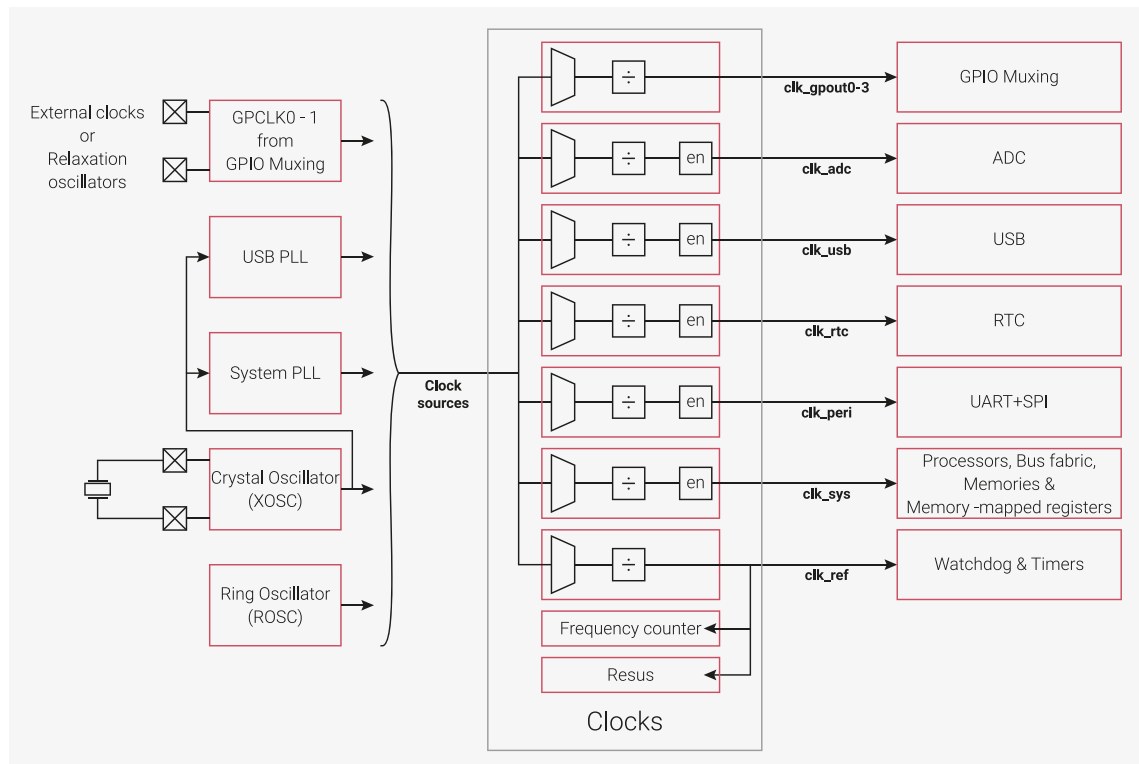 External clocks
or
Relaxation
oscillators
GPCLK0 - 1
from
GPIO Muxing
USB PLL
System PLL
Crystal Oscillator
(XOSC)
Ring Oscillator
(ROSC)
Clock
sources
÷
÷ en
÷ en
÷ en
÷ en
÷ en
÷
Frequency counter
Resus
Clocks
clk_gpout0-3
clk_adc
clk_usb
clk_rtc
clk_peri
clk_sys
clk_ref
GPIO Muxing
ADC
USB
RTC
UART+SPI
Processors, Bus fabric,
Memories &
Memory -mapped registers
Watchdog & Timers